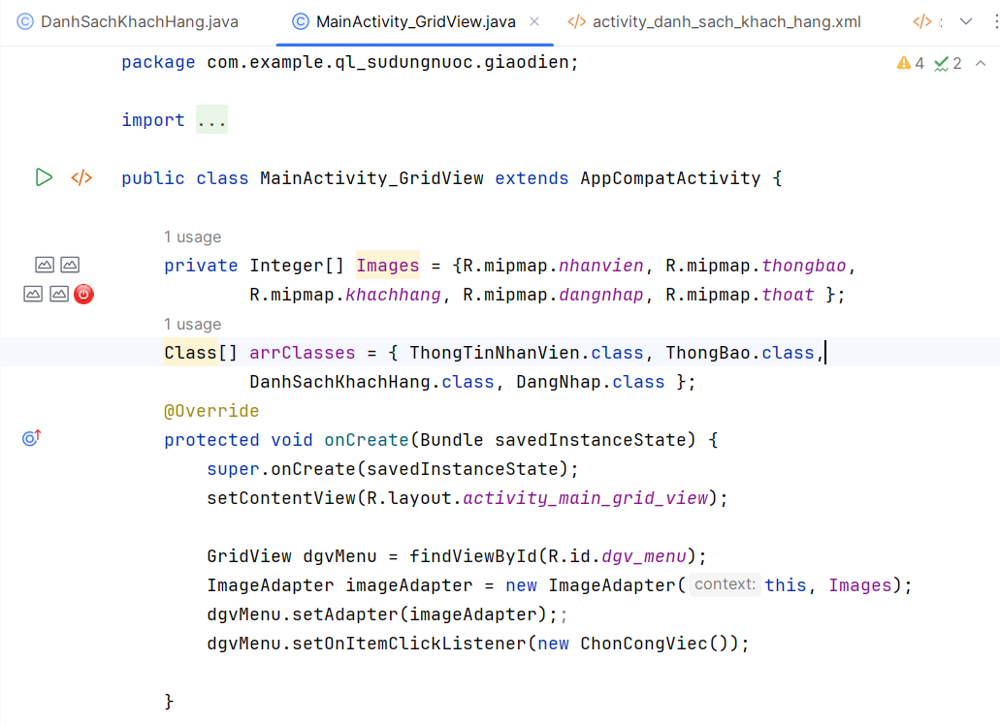 DanhSachKhachHang.java MainActivity_GridView.java activity_danh_sach_khach_hang.xml
package com.example.ql_sudungnuoc.giaodien; 4 2
import ...
public class MainActivity_GridView extends AppCompatActivity {
1 usage
private Integer[] Images = {R.mipmap.nhanvien, R.mipmap.thongbao,
R.mipmap.khachhang, R.mipmap.dangnhap, R.mipmap.thoat };
1 usage
Class[] arrClasses = { ThongTinNhanVien.class, ThongBao.class,
DanhSachKhachHang.class, DangNhap.class };
@Override
protected void onCreate(Bundle savedInstanceState) {
super.onCreate(savedInstanceState);
setContentView(R.layout.activity_main_grid_view);
GridView dgvMenu = findViewById(R.id.dgv_menu);
ImageAdapter imageAdapter = new ImageAdapter( context: this, Images);
dgvMenu.setAdapter(imageAdapter);;
dgvMenu.setOnItemClickListener(new ChonCongViec());
}